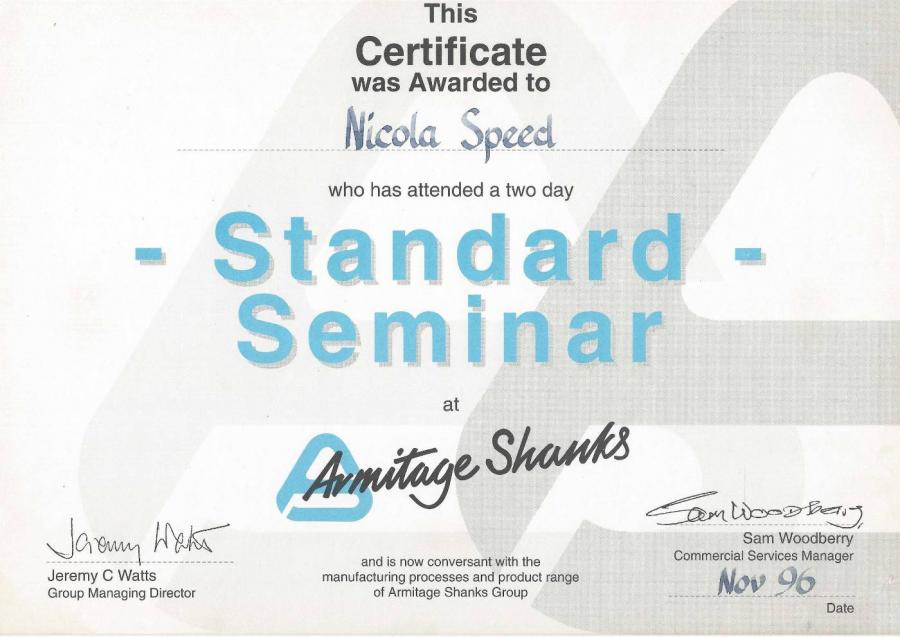 This
Certificate
was Awarded to
Nicola Speed
who has attended a two day
- Standard -
Seminar
at
Armitage Shanks
Jeremy Watts
Jeremy C Watts
Group Managing Director
and is now conversant with the
manufacturing processes and product range
of Armitage Shanks Group
Sam Woodberry
Sam Woodberry
Commercial Services Manager
Nov 96
Date